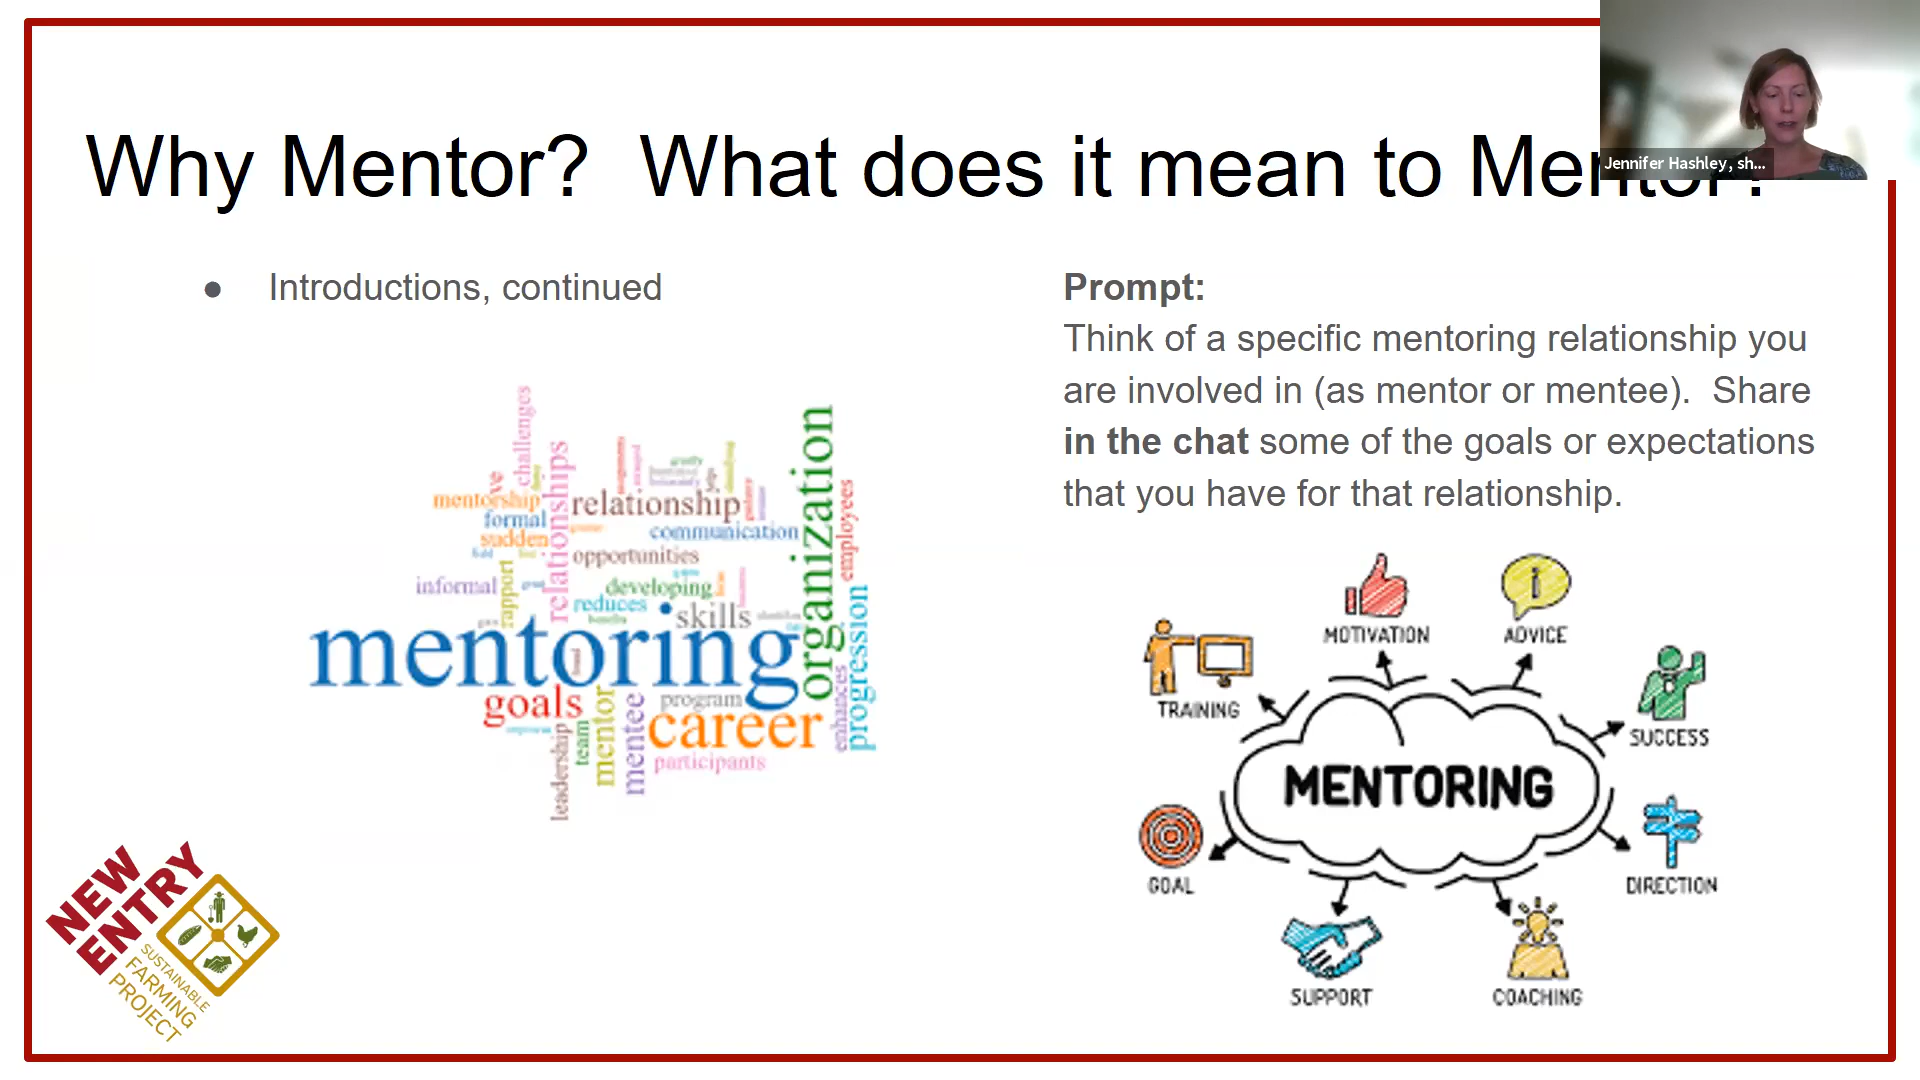 Why Mentor?  What does it mean to Mentor?
Jennifer Hashley, sh...
● Introductions, continued
Prompt:
Think of a specific mentoring relationship you
are involved in (as mentor or mentee).  Share
in the chat some of the goals or expectations
that you have for that relationship.
challenges
relationships
mentorship
relationship
organization
employees
formal
communication
sudden
opportunities
informal
rapport
developing
reduces
skills
mentoring
progression
enhances
goals
program
career
mentor
mentee
team
leadership
participants
MOTIVATION
ADVICE
TRAINING
SUCCESS
MENTORING
GOAL
DIRECTION
SUPPORT
COACHING
NEW
ENTRY
SUSTAINABLE
FARMING
PROJECT